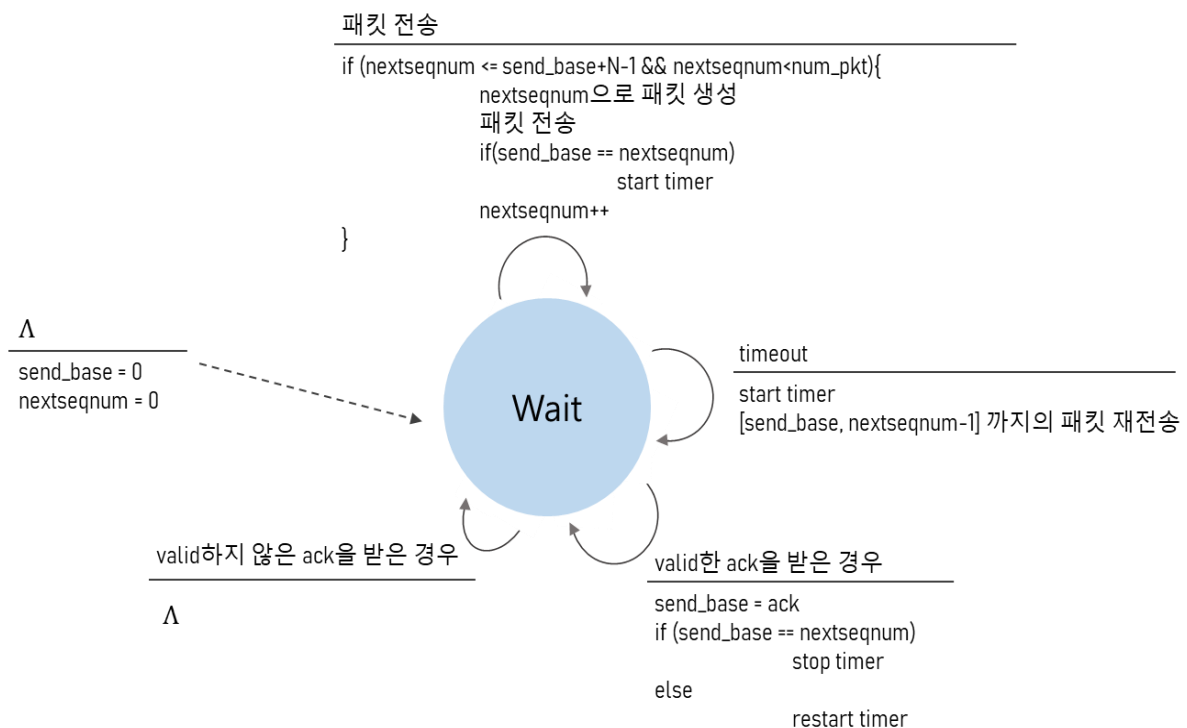 패킷 전송
if (nextseqnum <= send_base+N-1 && nextseqnum<num_pkt){
nextseqnum으로 패킷 생성
패킷 전송
if(send_base == nextseqnum)
start timer
nextseqnum++
}
Λ
send_base = 0
nextseqnum = 0
Wait
timeout
start timer
[send_base, nextseqnum-1] 까지의 패킷 재전송
valid하지 않은 ack을 받은 경우
Λ
valid한 ack을 받은 경우
send_base = ack
if (send_base == nextseqnum)
stop timer
else
restart timer